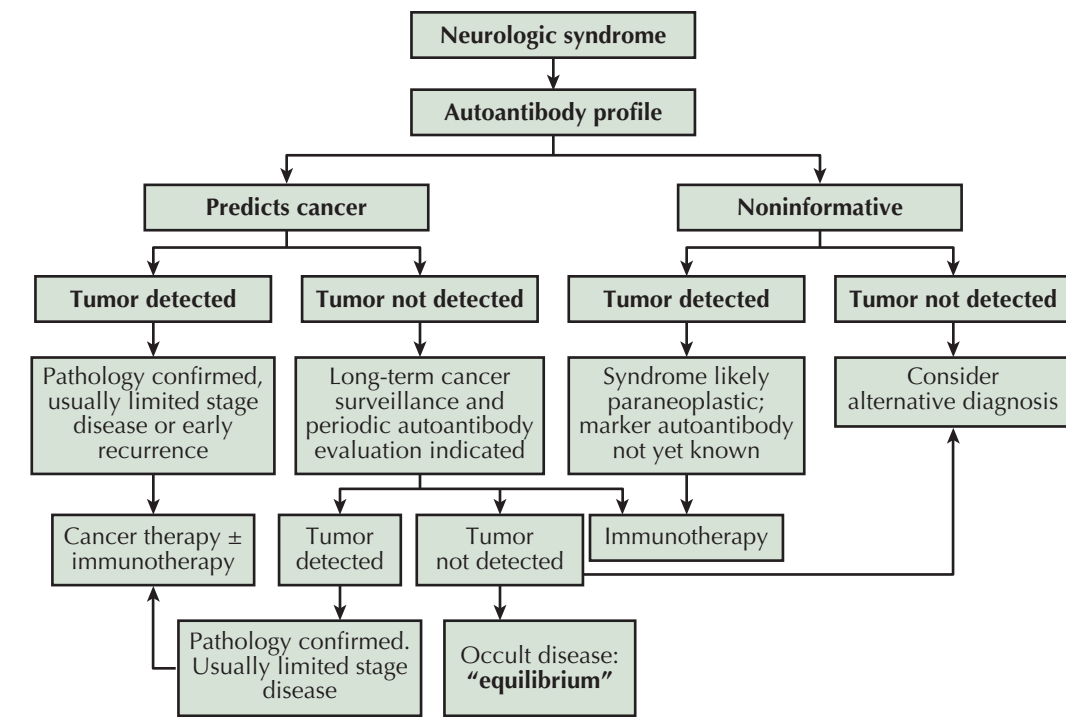 Neurologic syndrome
Autoantibody profile
Predicts cancer
Noninformative
Tumor detected
Tumor not detected
Tumor detected
Tumor not detected
Pathology confirmed,
usually limited stage
disease or early
recurrence
Long-term cancer
surveillance and
periodic autoantibody
evaluation indicated
Syndrome likely
paraneoplastic;
marker autoantibody
not yet known
Consider
alternative diagnosis
Cancer therapy ±
immunotherapy
Tumor
detected
Tumor
not detected
Immunotherapy
Pathology confirmed.
Usually limited stage
disease
Occult disease:
“equilibrium”